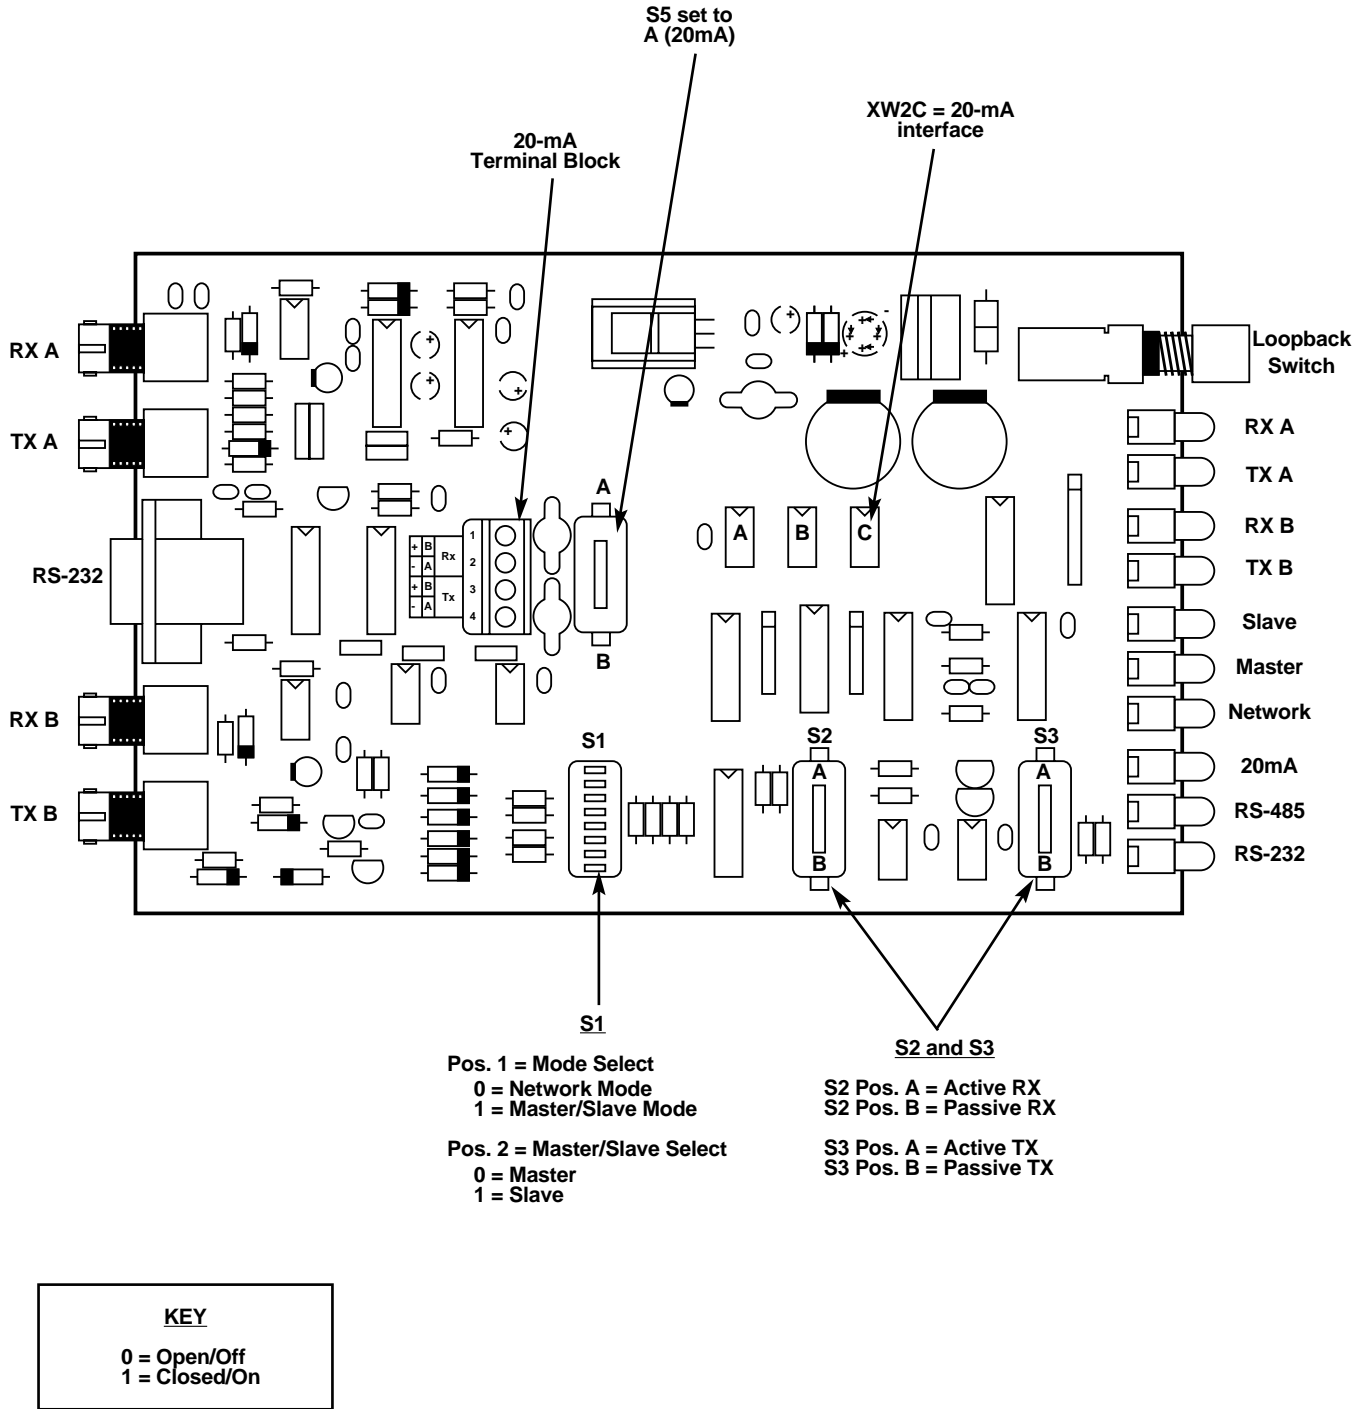 S5 set to
A (20mA)
XW2C = 20-mA
interface
20-mA
Terminal Block
RX A
TX A
RS-232
RX B
TX B
Loopback
Switch
RX A
TX A
RX B
TX B
Slave
Master
Network
20mA
RS-485
RS-232
A
B
+ B
- A
Rx
+ B
- A
Tx
1
2
3
4
A
B
C
S1
S2
A
B
S3
A
B
S1
Pos. 1 = Mode Select
0 = Network Mode
1 = Master/Slave Mode
Pos. 2 = Master/Slave Select
0 = Master
1 = Slave
S2 and S3
S2 Pos. A = Active RX
S2 Pos. B = Passive RX
S3 Pos. A = Active TX
S3 Pos. B = Passive TX
KEY
0 = Open/Off
1 = Closed/On